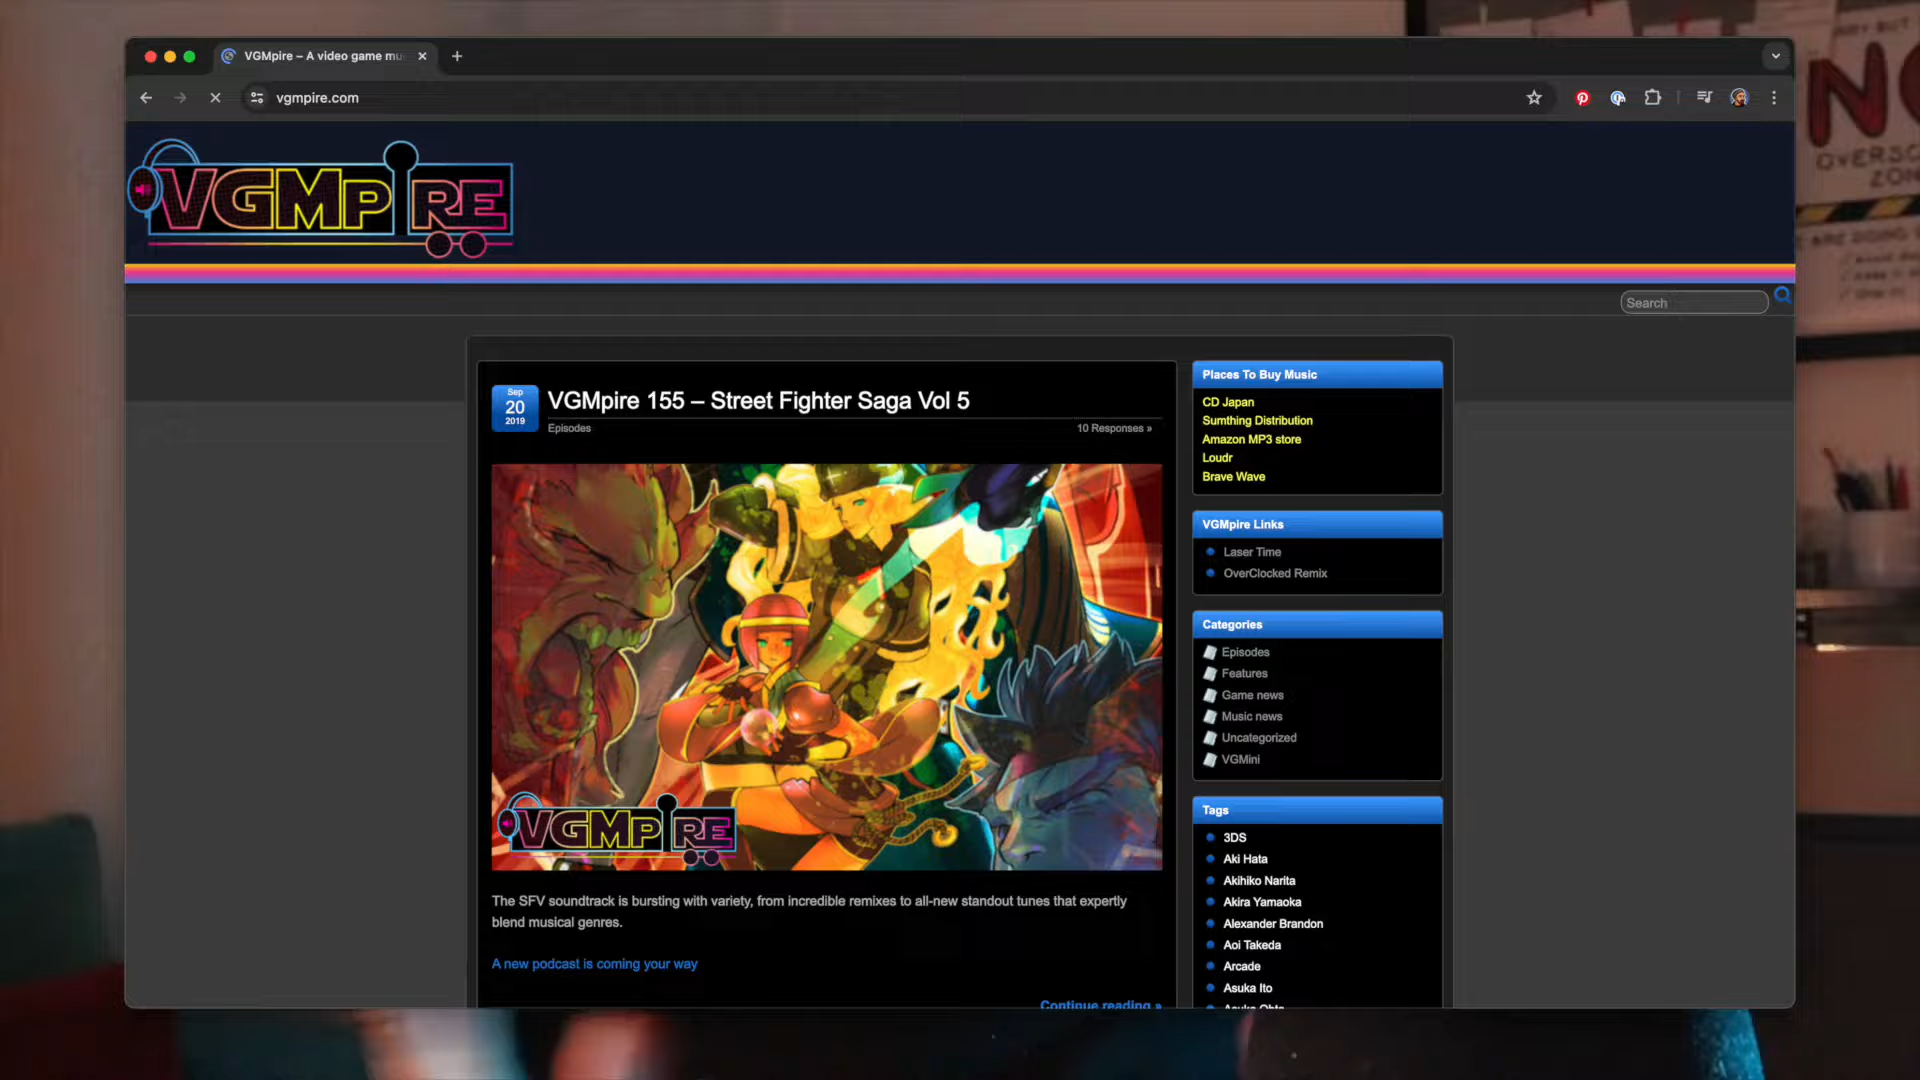 VGMpire – A video game mu
vgmpire.com
VGMPIRE
Search
Sep
20
2019
VGMpire 155 – Street Fighter Saga Vol 5
Episodes
10 Responses »
VGMPIRE
The SFV soundtrack is bursting with variety, from incredible remixes to all-new standout tunes that expertly
blend musical genres.
A new podcast is coming your way
Continue reading »
Places To Buy Music
CD Japan
Sumthing Distribution
Amazon MP3 store
Loudr
Brave Wave
VGMpire Links
Laser Time
OverClocked Remix
Categories
Episodes
Features
Game news
Music news
Uncategorized
VGMini
Tags
3DS
Aki Hata
Akihiko Narita
Akira Yamaoka
Alexander Brandon
Aoi Takeda
Arcade
Asuka Ito